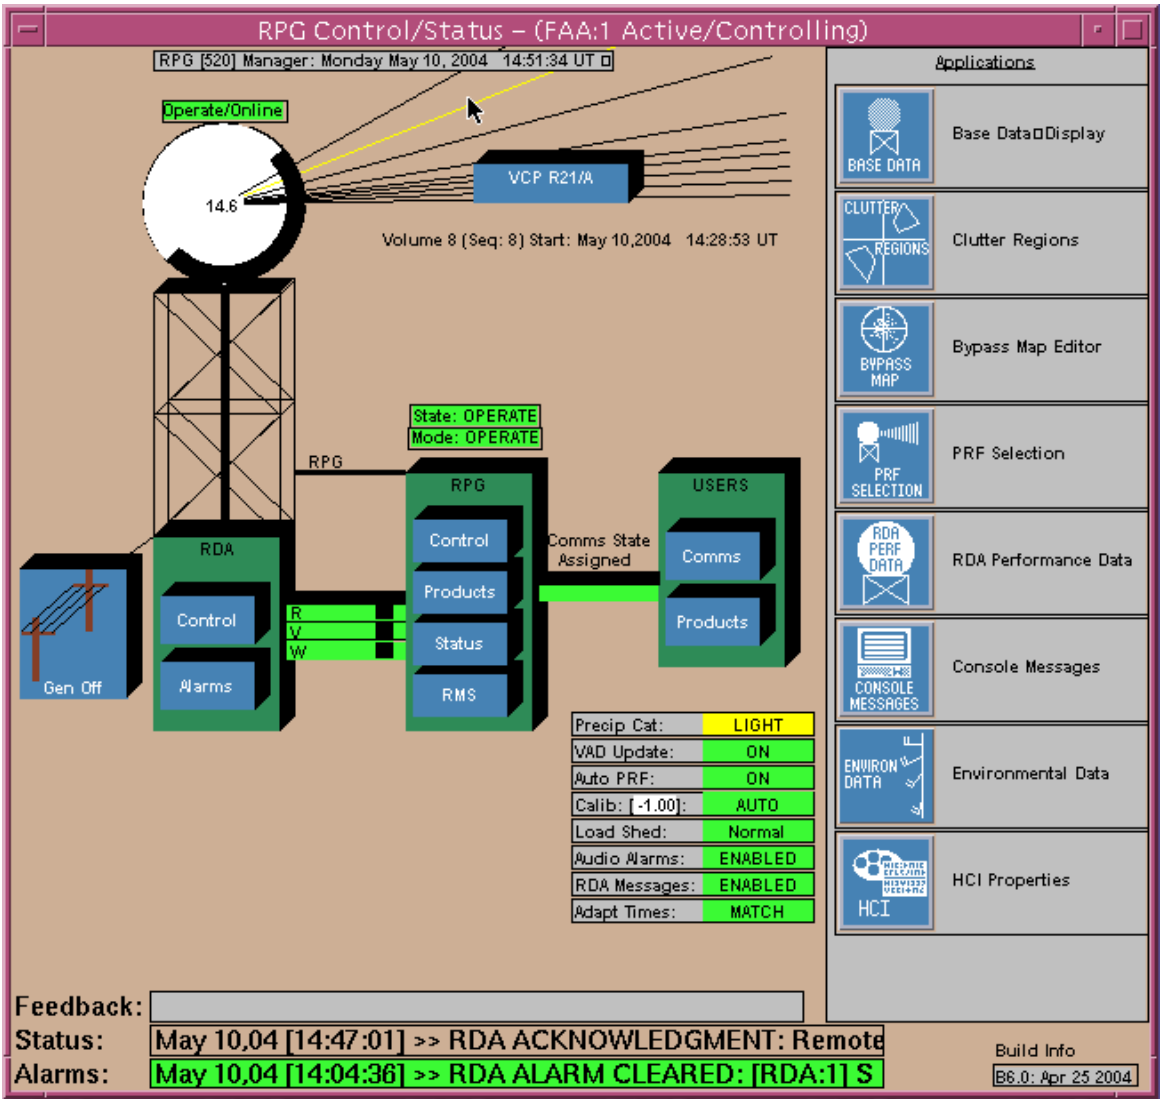 RPG Control/Status – (FAA:1 Active/Controlling)
RPG [520] Manager: Monday May 10, 2004 14:51:34 UT
Operate/Online
14.6
VCP R21/A
Volume 8 (Seq: 8) Start: May 10,2004 14:28:53 UT
State: OPERATE
Mode: OPERATE
RPG
RDA
Control
Alarms
Gen Off
R
V
W
RPG
Control
Products
Status
RMS
Comms State
Assigned
USERS
Comms
Products
Precip Cat: LIGHT
VAD Update: ON
Auto PRF: ON
Calib: [-1.00]: AUTO
Load Shed: Normal
Audio Alarms: ENABLED
RDA Messages: ENABLED
Adapt Times: MATCH
Applications
BASE DATA
Base Data Display
CLUTTER
REGIONS
Clutter Regions
BYPASS
MAP
Bypass Map Editor
PRF
SELECTION
PRF Selection
RDA
PERF
DATA
RDA Performance Data
CONSOLE
MESSAGES
Console Messages
ENVIRON
DATA
Environmental Data
HCI
HCI Properties
Feedback:
Status: May 10,04 [14:47:01] >> RDA ACKNOWLEDGMENT: Remote
Alarms: May 10,04 [14:04:36] >> RDA ALARM CLEARED: [RDA:1] S
Build Info
B6.0: Apr 25 2004